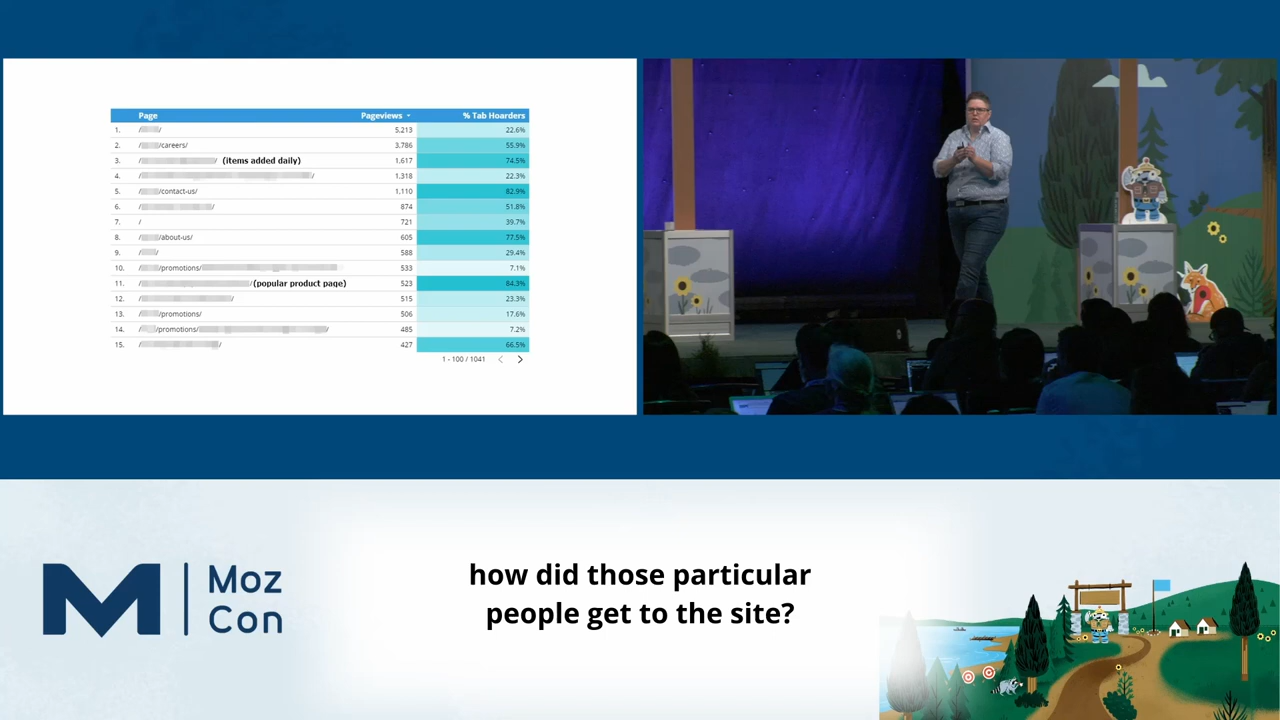 Page Pageviews % Tab Hoarders
1. / / 5,213 22.6%
2. / /careers/ 3,786 55.9%
3. / / (items added daily) 1,617 74.5%
4. / / 1,318 22.3%
5. / /contact-us/ 1,110 82.9%
6. / / 874 51.8%
7. / 721 39.7%
8. / /about-us/ 605 77.5%
9. / / 588 29.4%
10. / /promotions/ 533 7.1%
11. / / (popular product page) 523 84.3%
12. / / 515 23.3%
13. / /promotions/ 506 17.6%
14. / /promotions/ / 485 7.2%
15. / / 427 66.5%
1 - 100 / 1041 < >
how did those particular
people get to the site?
M | Moz
Con